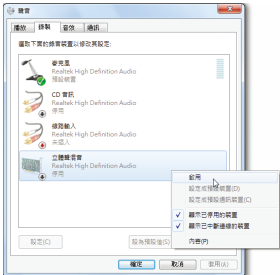 聲音
播放 錄製 音效 通訊
選取下面的錄音裝置以修改其設定:
麥克風
Realtek High Definition Audio
預設裝置
CD 音訊
Realtek High Definition Audio
停用
線路輸入
Realtek High Definition Audio
未插入
立體聲混音
Realtek High Definition Audio
停用
啟用
設定成預設裝置(D)
設定成預設通訊裝置(C)
顯示已停用的裝置
顯示已中斷連線的裝置
內容(P)
設定(C) 設為預設值(S)
確定 取消 套用(A)